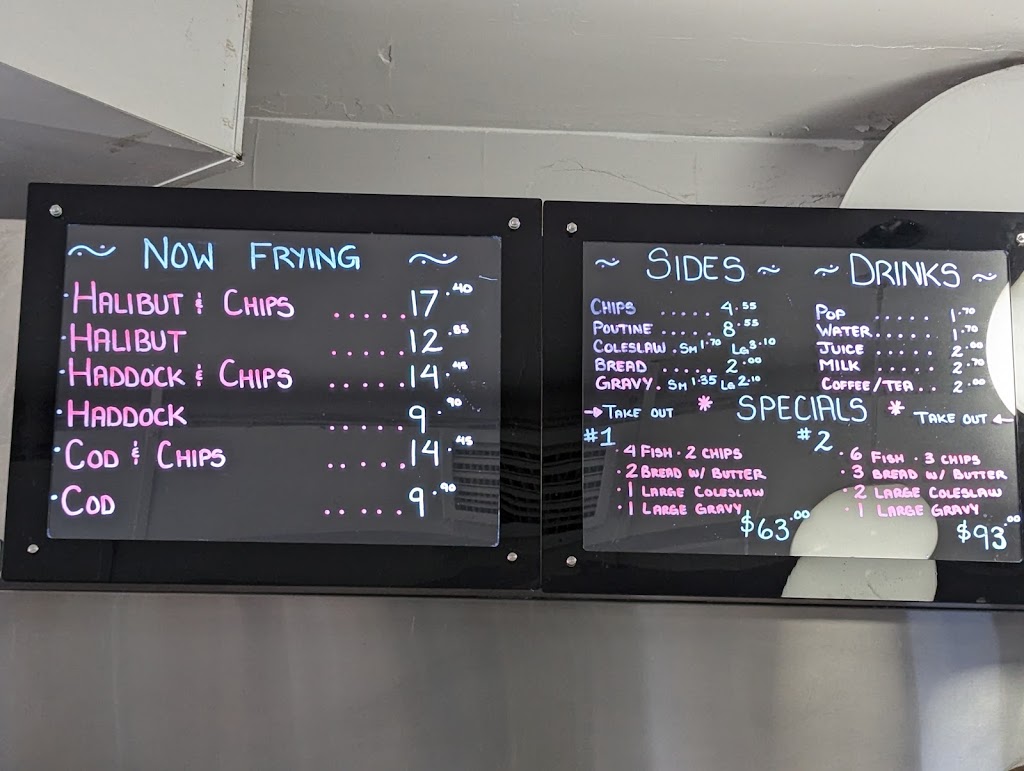 ~ NOW FRYING ~
· HALIBUT & CHIPS .....17.40
· HALIBUT .....12.85
· HADDOCK & CHIPS .....14.45
· HADDOCK .....9.90
· COD & CHIPS .....14.45
· COD .....9.90
~ SIDES ~
CHIPS ..... 4.55
POUTINE ..... 8.55
COLESLAW . SM 1.70 LG 3.10
BREAD ..... 2.00
GRAVY . SM 1.35 LG 2.10
~ DRINKS ~
POP ..... 1.70
WATER..... 1.70
JUICE ..... 2.00
MILK ..... 2.70
COFFEE/TEA .. 2.00
→ TAKE OUT * SPECIALS * TAKE OUT ←
#1
· 4 FISH · 2 CHIPS
· 2 BREAD W/ BUTTER
· 1 LARGE COLESLAW
· 1 LARGE GRAVY
$63.00
#2
· 6 FISH · 3 CHIPS
· 3 BREAD W/ BUTTER
· 2 LARGE COLESLAW
· 1 LARGE GRAVY
$93.00